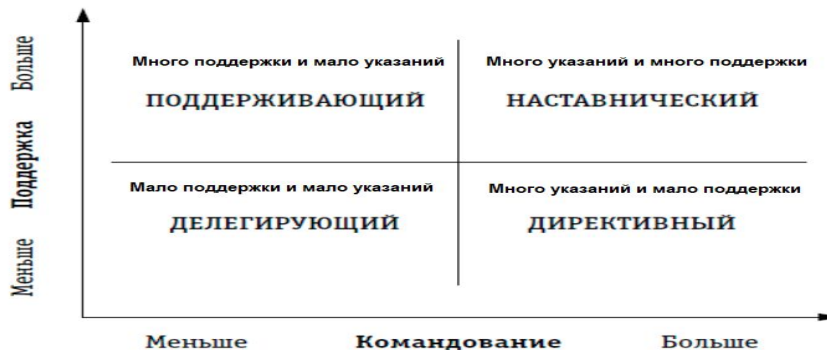 Больше
Поддержка
Меньше
Много поддержки и мало указаний
ПОДДЕРЖИВАЮЩИЙ
Много указаний и много поддержки
НАСТАВНИЧЕСКИЙ
Мало поддержки и мало указаний
ДЕЛЕГИРУЮЩИЙ
Много указаний и мало поддержки
ДИРЕКТИВНЫЙ
Меньше Командование Больше